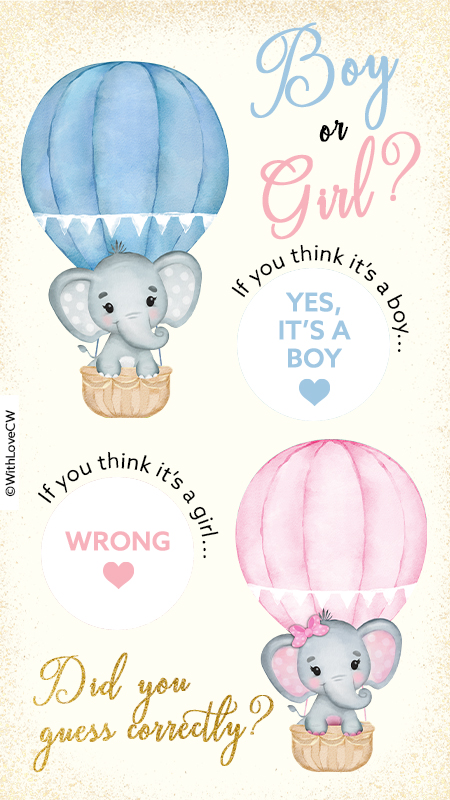 Boy
or
Girl?
If you think it's a boy...
YES,
IT'S A
BOY
©WithLoveCW
If you think it's a girl...
WRONG
Did you
guess correctly?